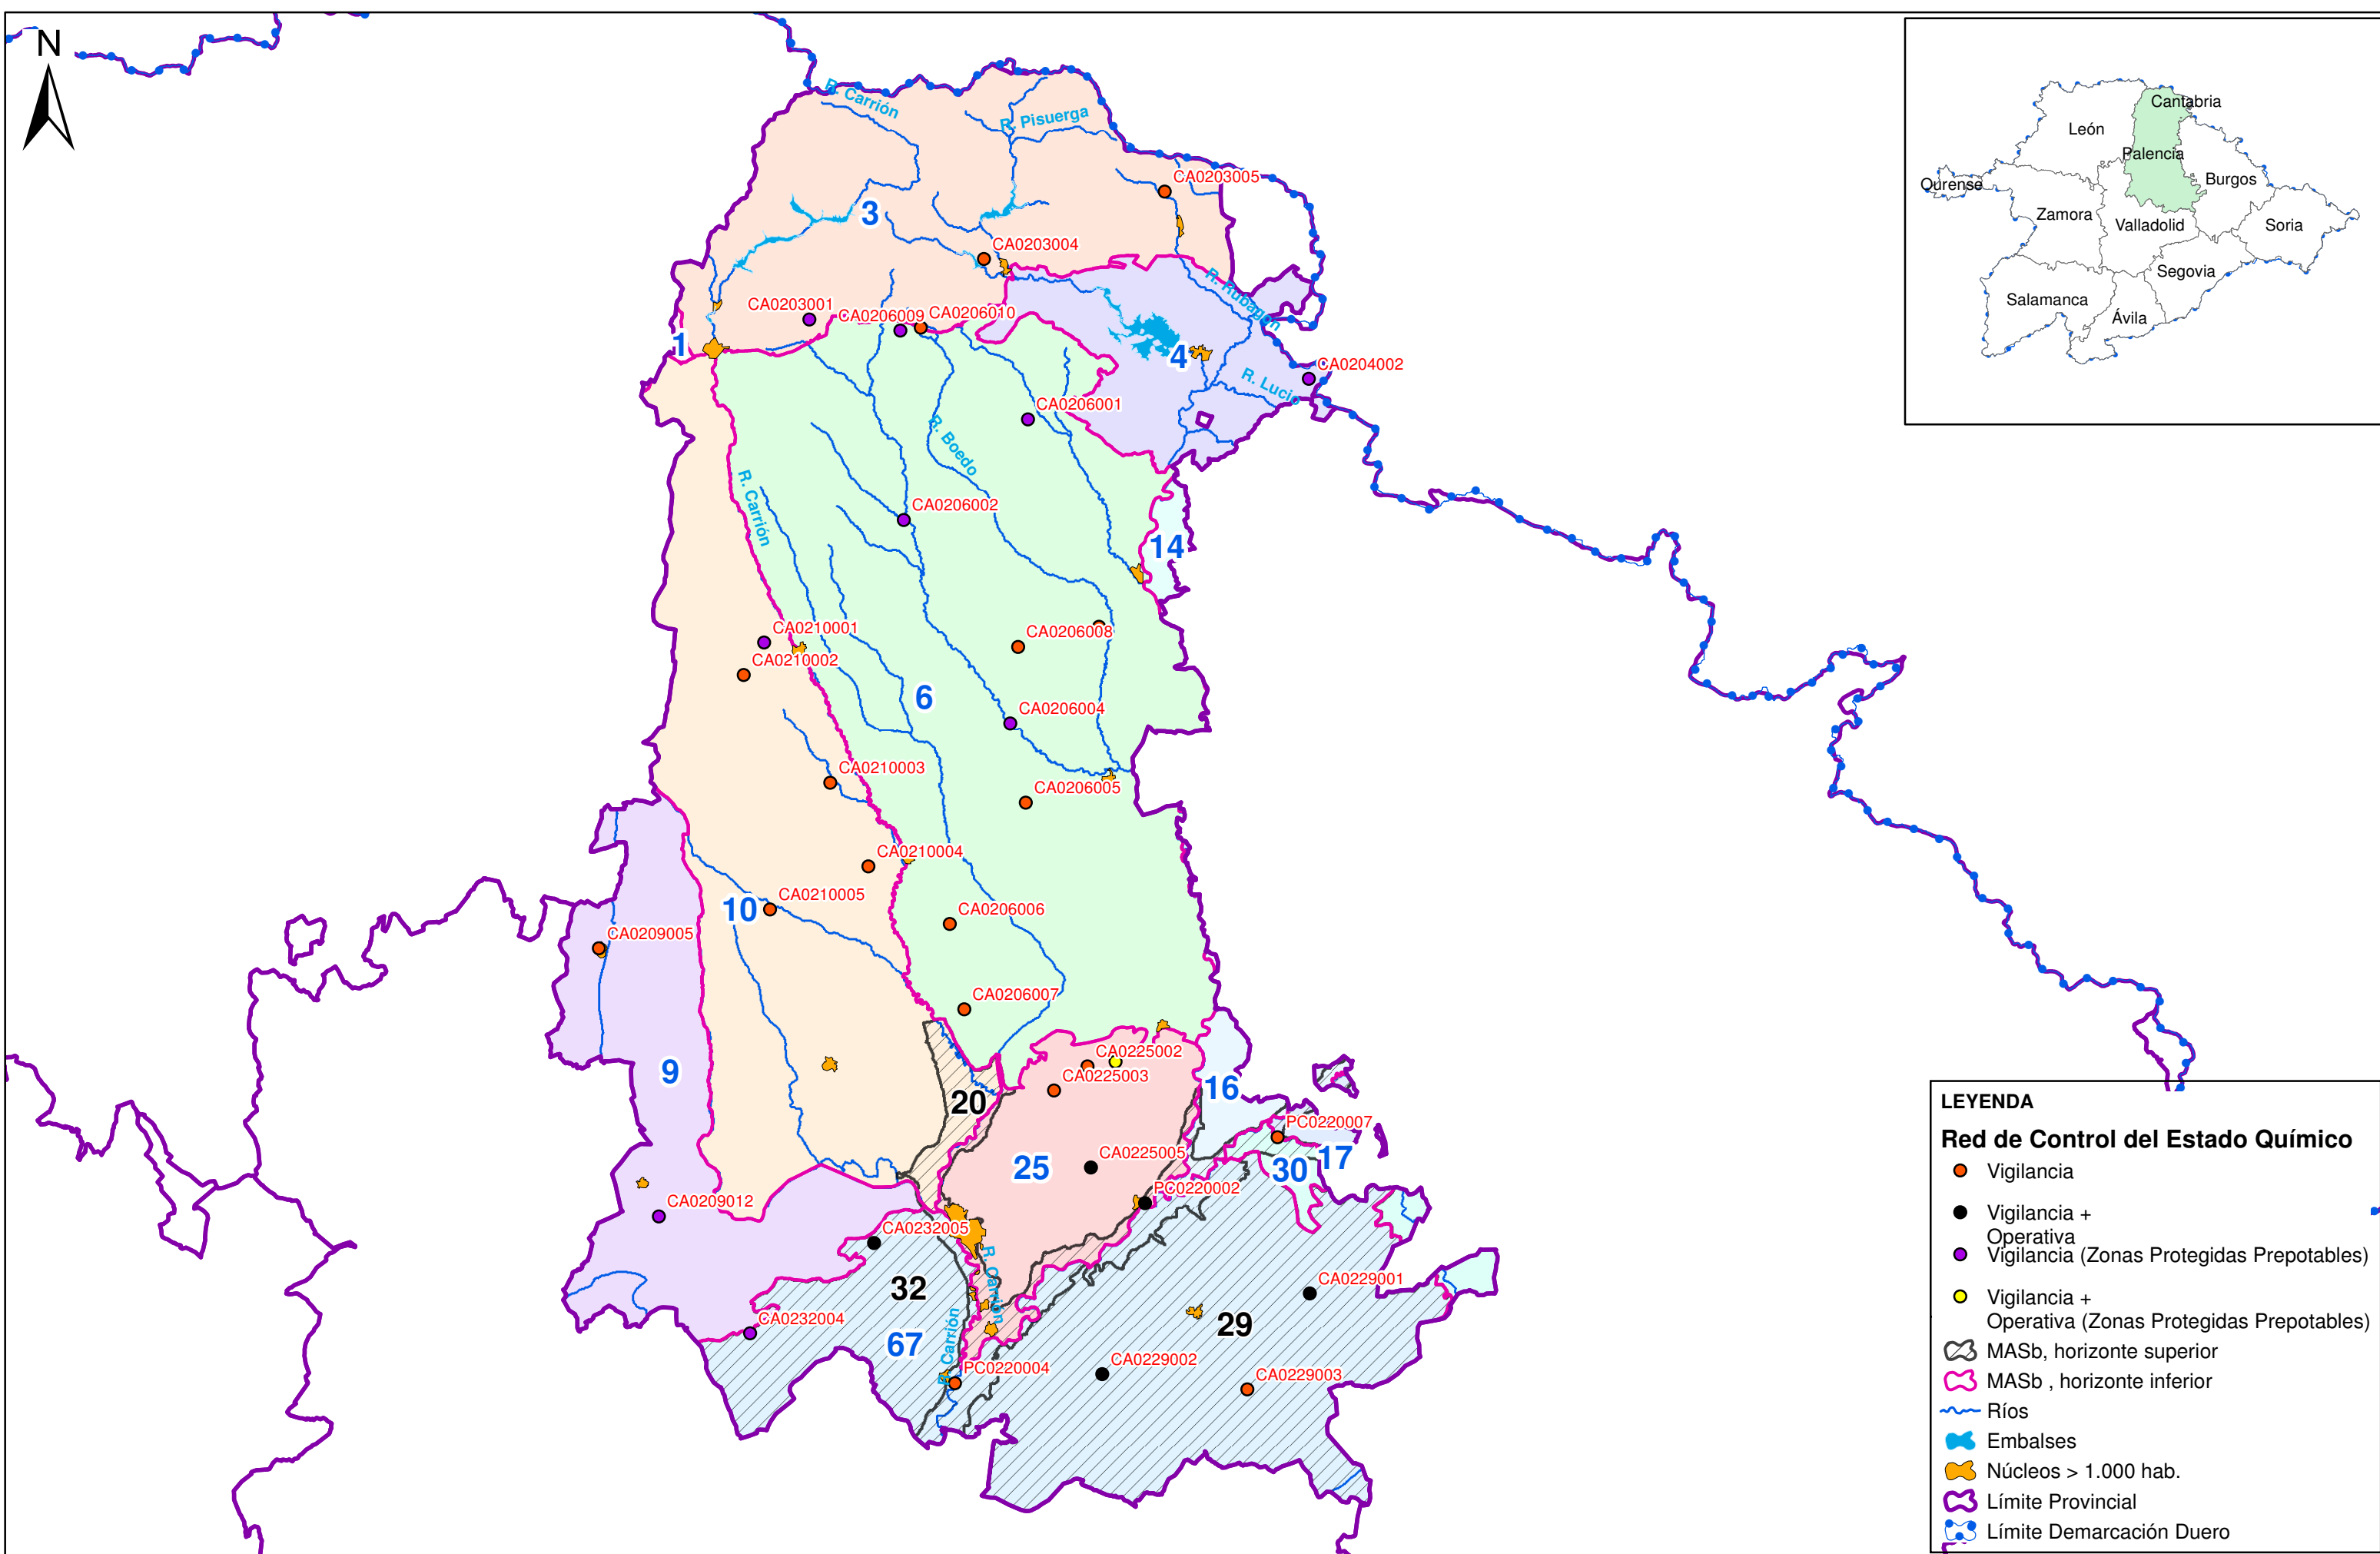 N
R. Carrión
R. Pisuerga
CA0203005
3
CA0203004
R. Rubagón
CA0203001
CA0206009
CA0206010
1
4
CA0204002
R. Lucio
CA0206001
R. Boedo
R. Carrión
CA0206002
14
CA0210001
CA0206008
CA0210002
6
CA0206004
CA0210003
CA0206005
CA0210004
CA0210005
10
CA0206006
CA0209005
CA0206007
CA0225002
9
CA0225003
16
20
PC0220007
CA0225005
25
17
30
PC0220002
CA0209012
CA0232005
R. Carrión
CA0229001
32
CA0232004
29
67
R. Carrión
CA0229002
PC0220004
CA0229003
Cantabria
León
Palencia
Ourense
Burgos
Zamora
Valladolid
Soria
Segovia
Salamanca
Ávila
LEYENDA
Red de Control del Estado Químico
Vigilancia
Vigilancia +
Operativa
Vigilancia (Zonas Protegidas Prepotables)
Vigilancia +
Operativa (Zonas Protegidas Prepotables)
MASb, horizonte superior
MASb , horizonte inferior
Ríos
Embalses
Núcleos > 1.000 hab.
Límite Provincial
Límite Demarcación Duero